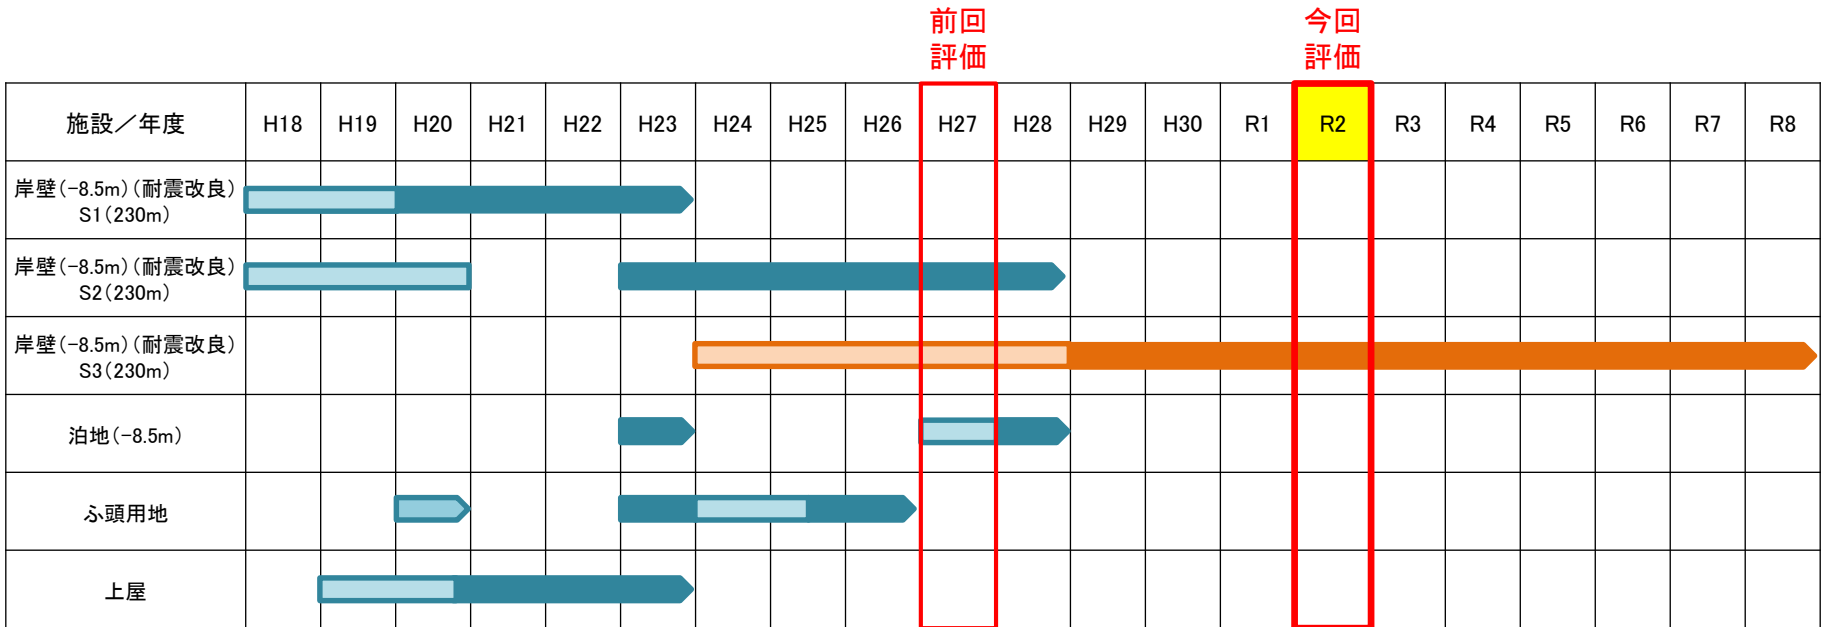 前回
評価
今回
評価
施設／年度 H18 H19 H20 H21 H22 H23 H24 H25 H26 H27 H28 H29 H30 R1 R2 R3 R4 R5 R6 R7 R8
岸壁(-8.5m)(耐震改良)
S1(230m)
岸壁(-8.5m)(耐震改良)
S2(230m)
岸壁(-8.5m)(耐震改良)
S3(230m)
泊地(-8.5m)
ふ頭用地
上屋